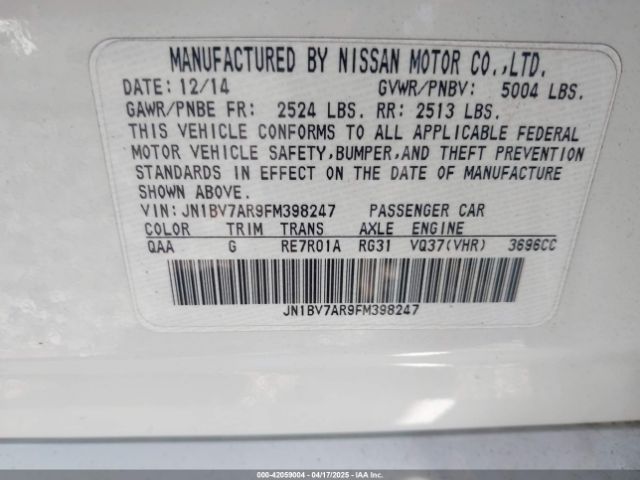 MANUFACTURED BY NISSAN MOTOR CO.,LTD.
DATE: 12/14 GVWR/PNBV: 5004 LBS.
GAWR/PNBE FR: 2524 LBS. RR: 2513 LBS.
THIS VEHICLE CONFORMS TO ALL APPLICABLE FEDERAL
MOTOR VEHICLE SAFETY,BUMPER,AND THEFT PREVENTION
STANDARDS IN EFFECT ON THE DATE OF MANUFACTURE
SHOWN ABOVE.
VIN: JN1BV7AR9FM398247 PASSENGER CAR
COLOR TRIM TRANS AXLE ENGINE
QAA G RE7R01A RG31 VQ37(VHR) 3696CC
JN1BV7AR9FM398247
000-42059004 - 04/17/2025 - IAAI.COM